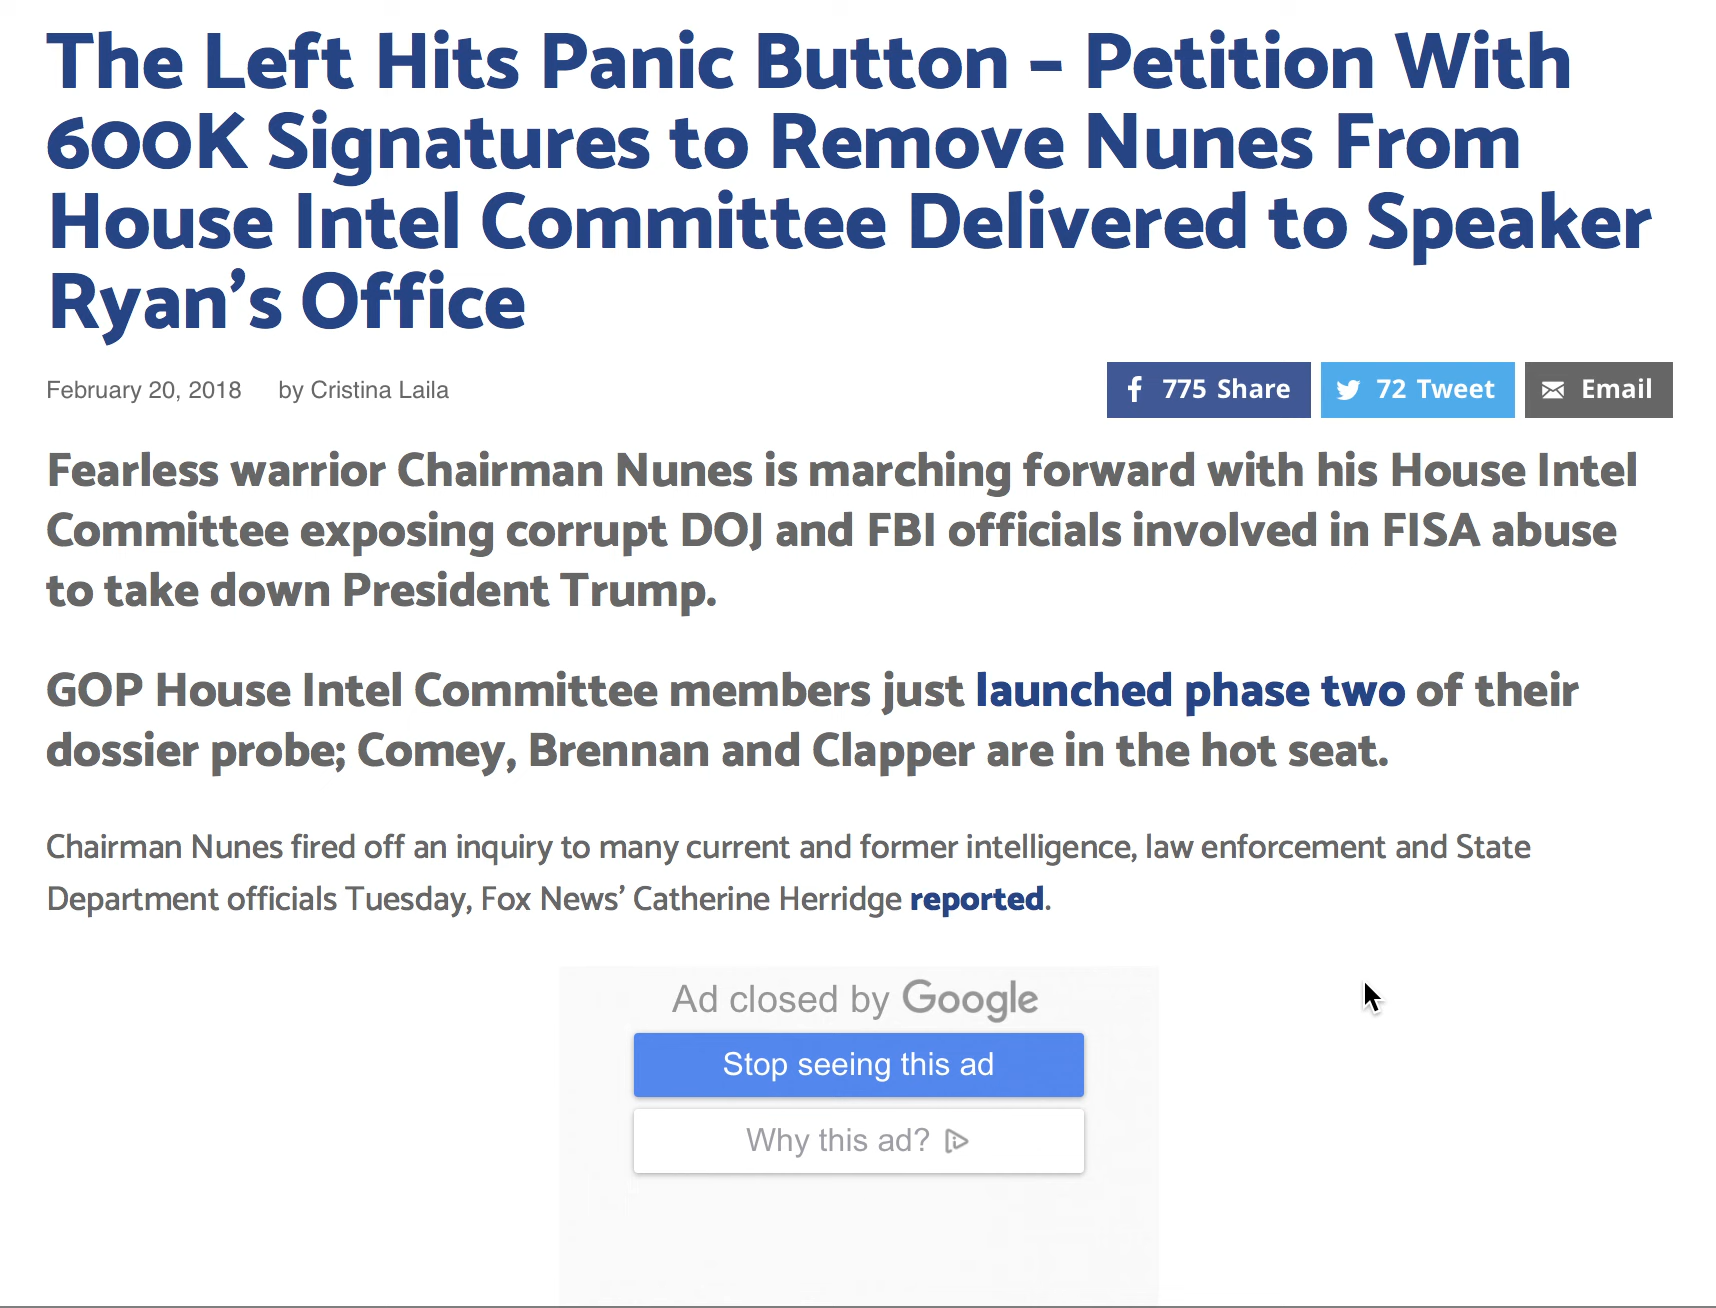 The Left Hits Panic Button – Petition With
600K Signatures to Remove Nunes From
House Intel Committee Delivered to Speaker
Ryan’s Office
February 20, 2018 by Cristina Laila
775 Share
72 Tweet
Email
Fearless warrior Chairman Nunes is marching forward with his House Intel
Committee exposing corrupt DOJ and FBI officials involved in FISA abuse
to take down President Trump.
GOP House Intel Committee members just launched phase two of their
dossier probe; Comey, Brennan and Clapper are in the hot seat.
Chairman Nunes fired off an inquiry to many current and former intelligence, law enforcement and State
Department officials Tuesday, Fox News’ Catherine Herridge reported.
Ad closed by Google
Stop seeing this ad
Why this ad?